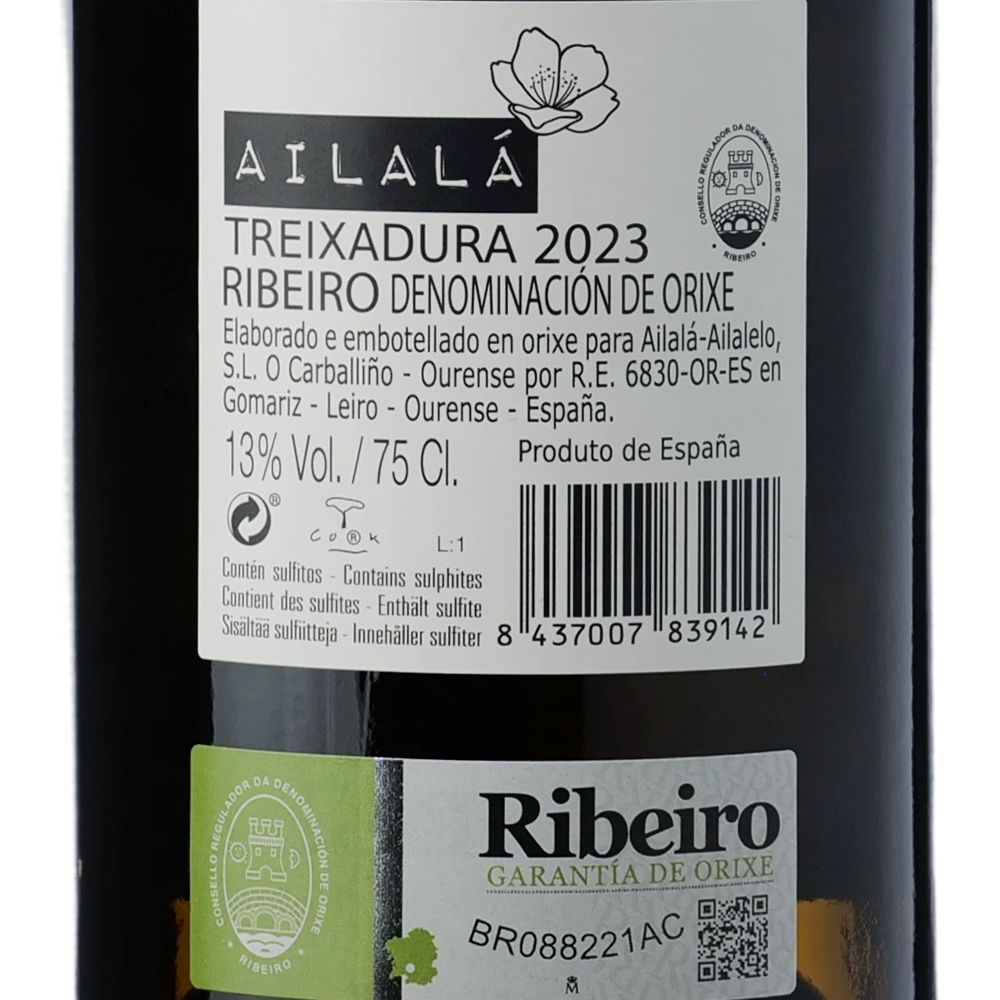 AILALÁ
CONSELLO REGULADOR DA DENOMINACION DE ORIXE
RIBEIRO
TREIXADURA 2023
RIBEIRO DENOMINACIÓN DE ORIXE
Elaborado e embotellado en orixe para Ailalá-Ailalelo,
S.L. O Carballiño - Ourense por R.E. 6830-OR-ES en
Gomariz - Leiro - Ourense - España.
13% Vol. / 75 Cl.
Produto de España
®
CO®K
L:1
Contén sulfitos - Contains sulphites
Contient des sulfites - Enthält sulfite
Sisältää sulfiitteja - Innehåller sulfiter
8 437007 839142
CONSELLO REGULADOR DA DENOMINACIÓN DE ORIXE
RIBEIRO
Ribeiro
GARANTÍA DE ORIXE
BR088221AC
M